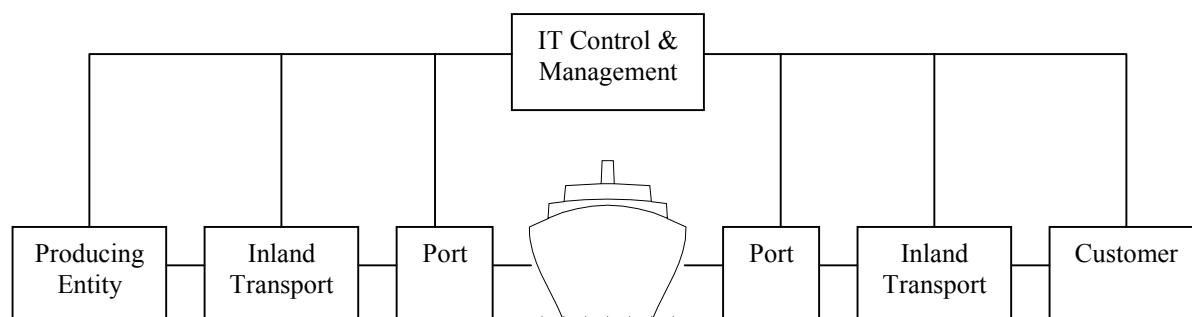 IT Control &
Management
Producing
Entity
Inland
Transport
Port
Port
Inland
Transport
Customer